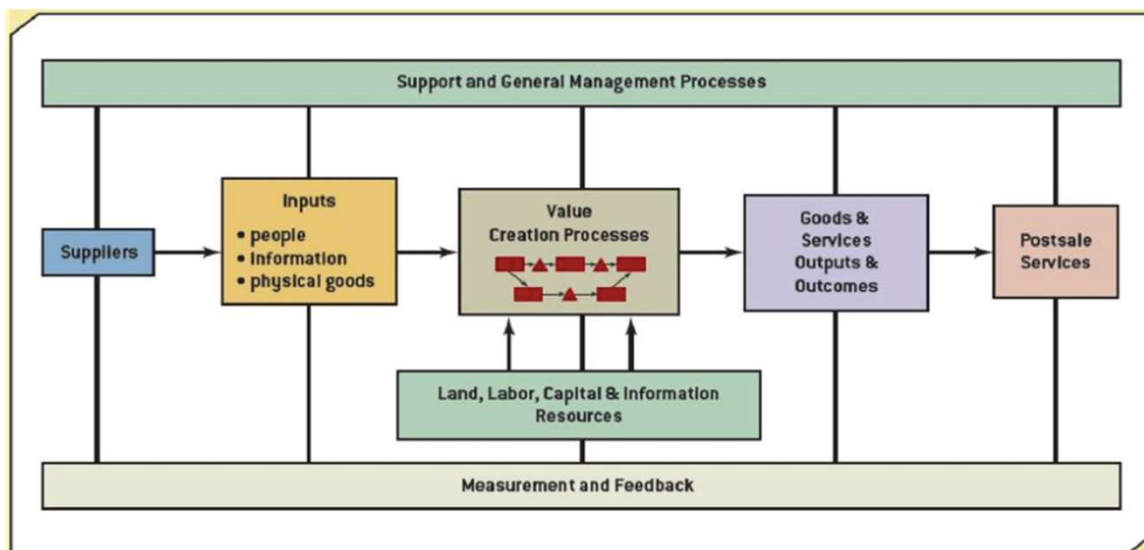 Support and General Management Processes
Suppliers
Inputs
• people
• Information
• physical goods
Value
Creation Processes
Goods &
Services
Outputs &
Outcomes
Postsale
Services
Land, Labor, Capital & Information
Resources
Measurement and Feedback